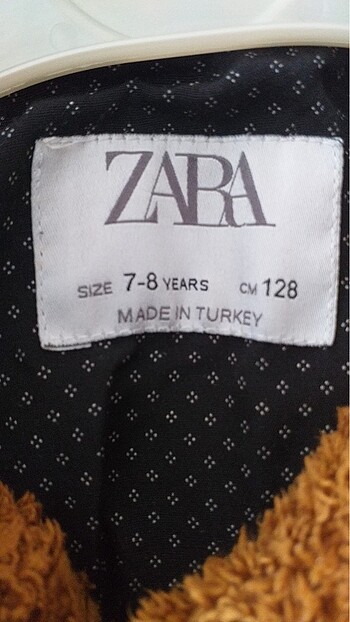 ZARA
SIZE 7-8 YEARS CM 128
MADE IN TURKEY